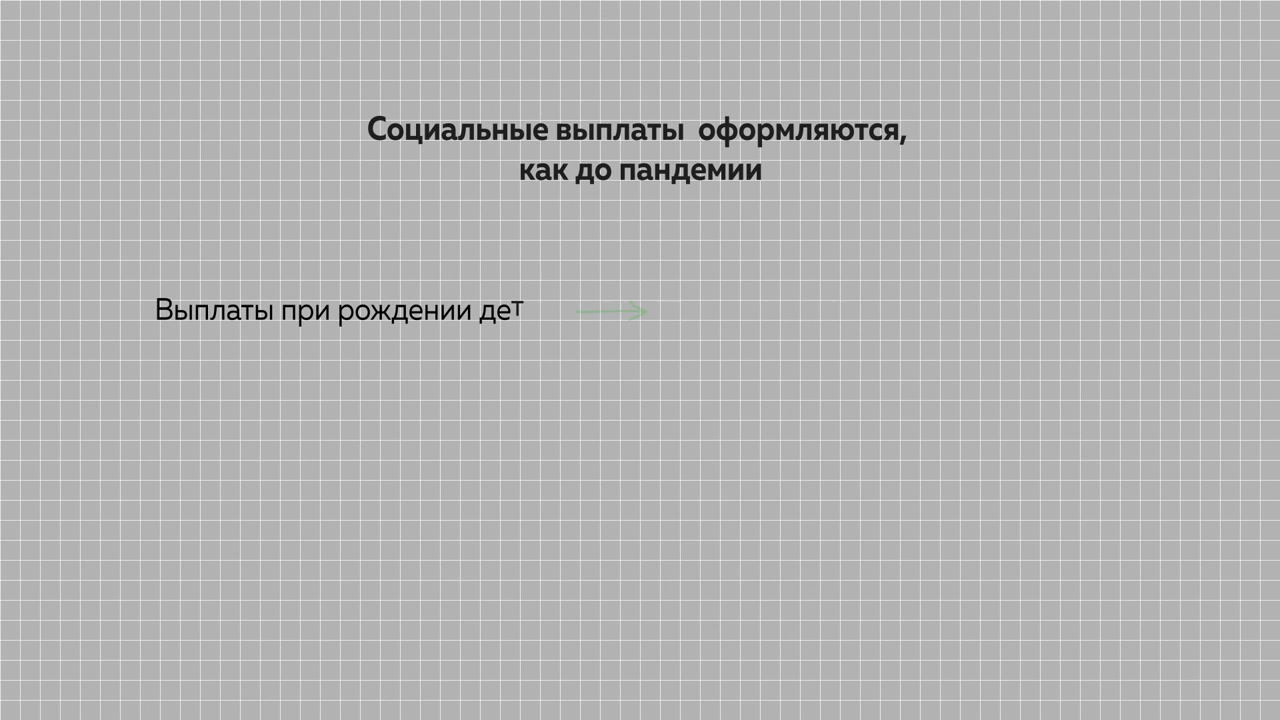 Социальные выплаты  оформляются,
как до пандемии
Выплаты при рождении дет